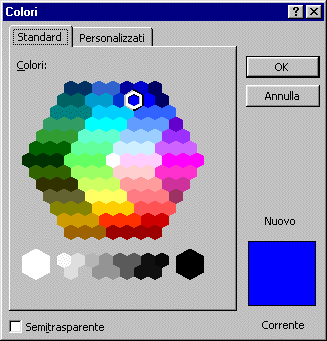 Colori
Standard
Personalizzati
Colori:
OK
Annulla
Nuovo
Corrente
Semitrasparente